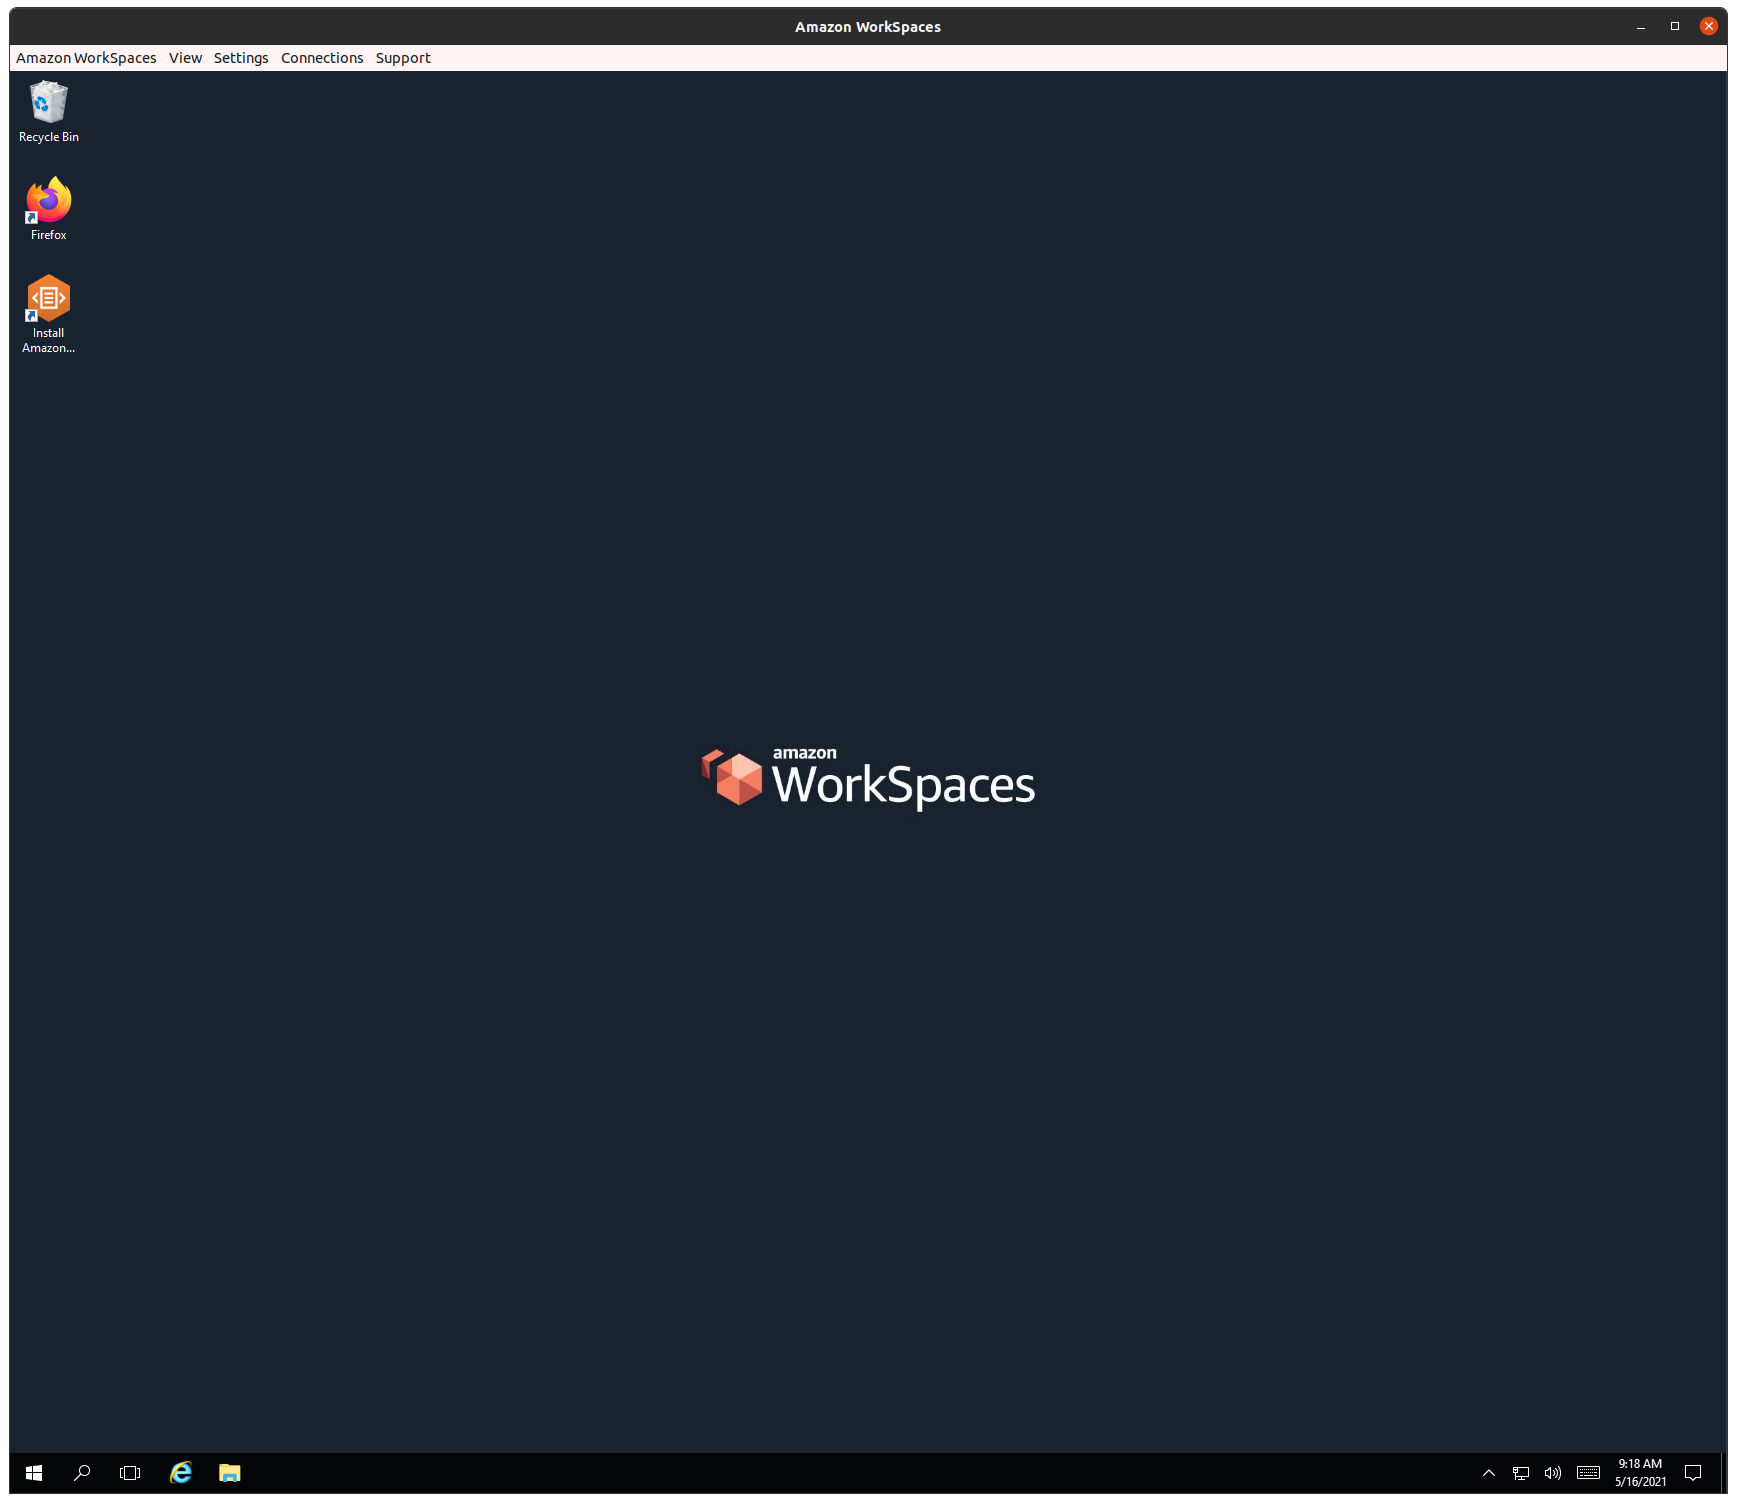 Amazon WorkSpaces
Amazon WorkSpaces View Settings Connections Support
Recycle Bin
Firefox
Install
Amazon...
amazon
WorkSpaces
9:18 AM
5/16/2021